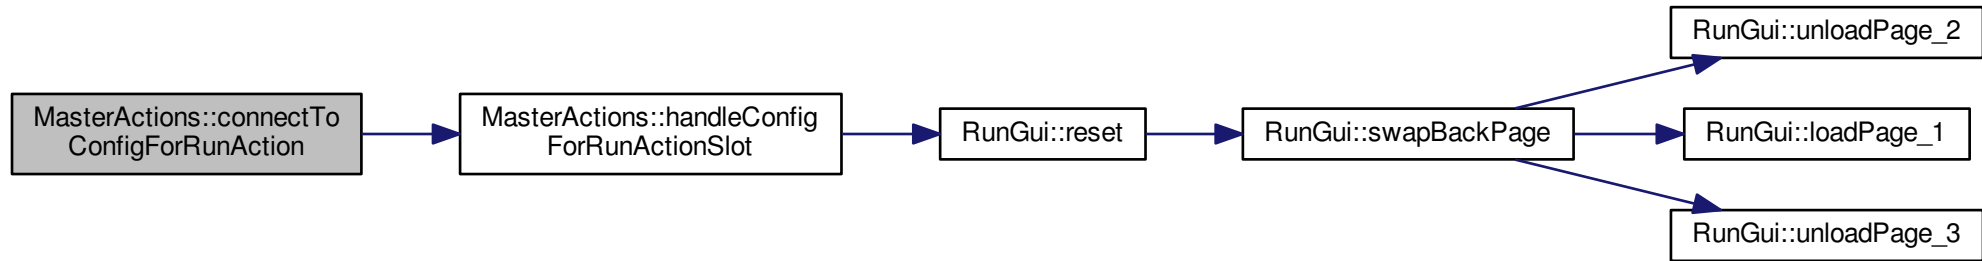 MasterActions::connectTo
ConfigForRunAction
MasterActions::handleConfig
ForRunActionSlot
RunGui::reset
RunGui::swapBackPage
RunGui::unloadPage_2
RunGui::loadPage_1
RunGui::unloadPage_3